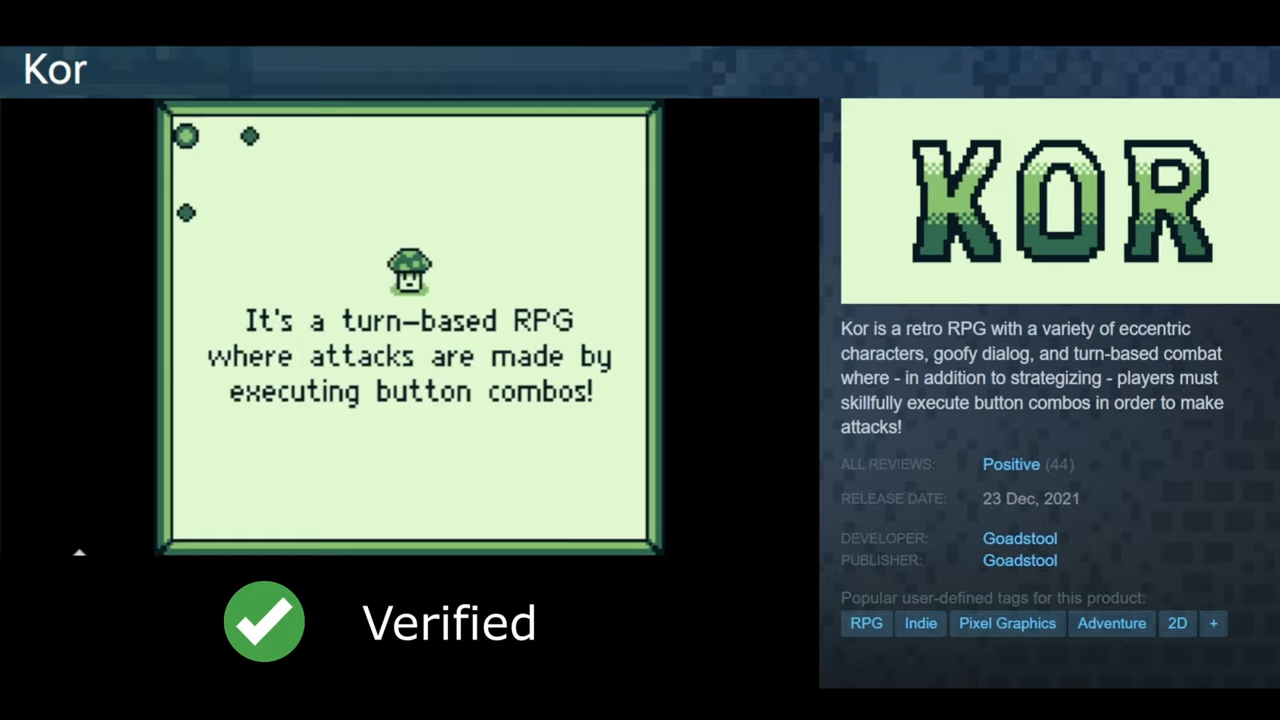 Kor
It's a turn-based RPG
where attacks are made by
executing button combos!
Verified
KOR
Kor is a retro RPG with a variety of eccentric
characters, goofy dialog, and turn-based combat
where - in addition to strategizing - players must
skillfully execute button combos in order to make
attacks!
ALL REVIEWS: Positive (44)
RELEASE DATE: 23 Dec, 2021
DEVELOPER: Goadstool
PUBLISHER: Goadstool
Popular user-defined tags for this product:
RPG Indie Pixel Graphics Adventure 2D +